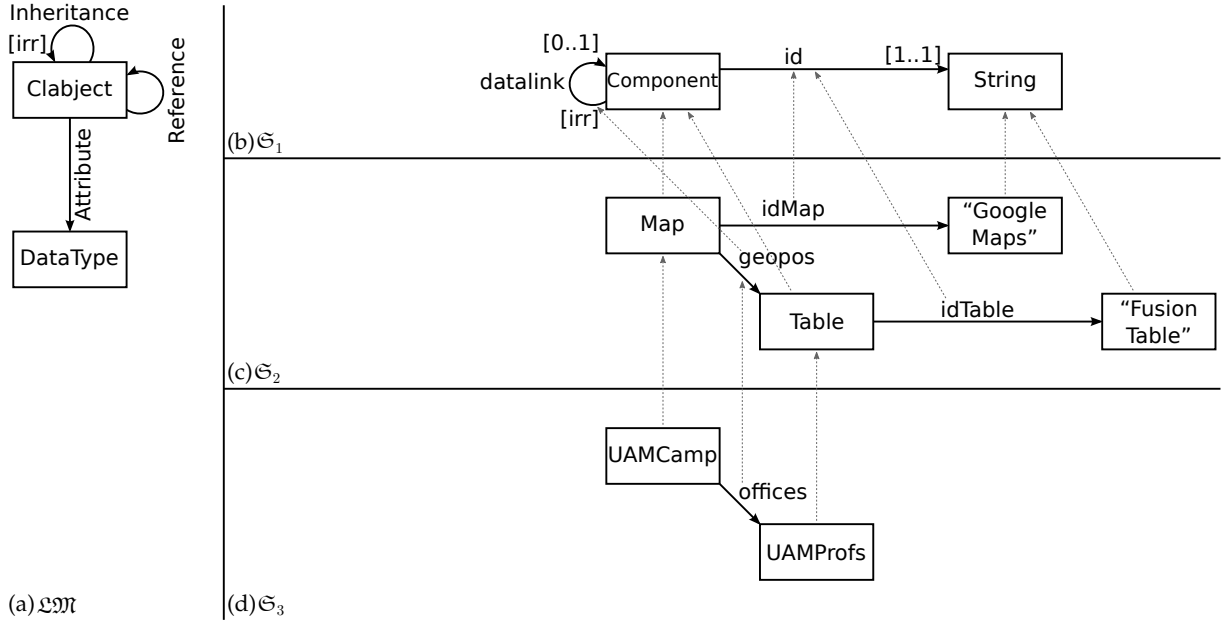 Inheritance
[irr]
Clabject
Reference
Attribute
DataType
(a) 𝔏𝔐
[0..1]
datalink
[irr]
Component
id
[1..1]
String
(b) 𝔖₁
Map
idMap
“Google
Maps”
geopos
Table
idTable
“Fusion
Table”
(c) 𝔖₂
UAMCamp
offices
UAMProfs
(d) 𝔖₃